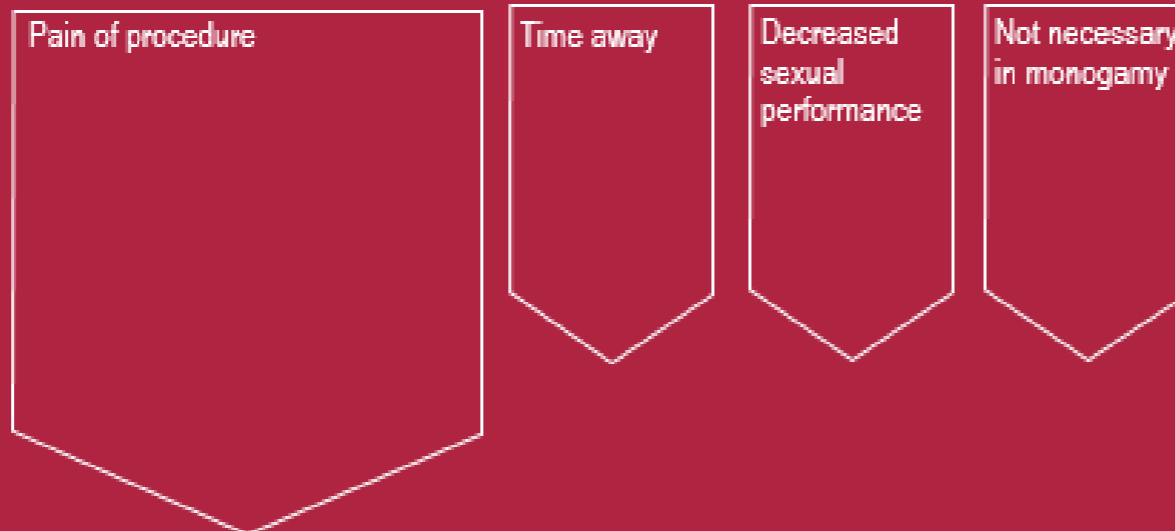 Pain of procedure
Time away
Decreased
sexual
performance
Not necessary
in monogamy